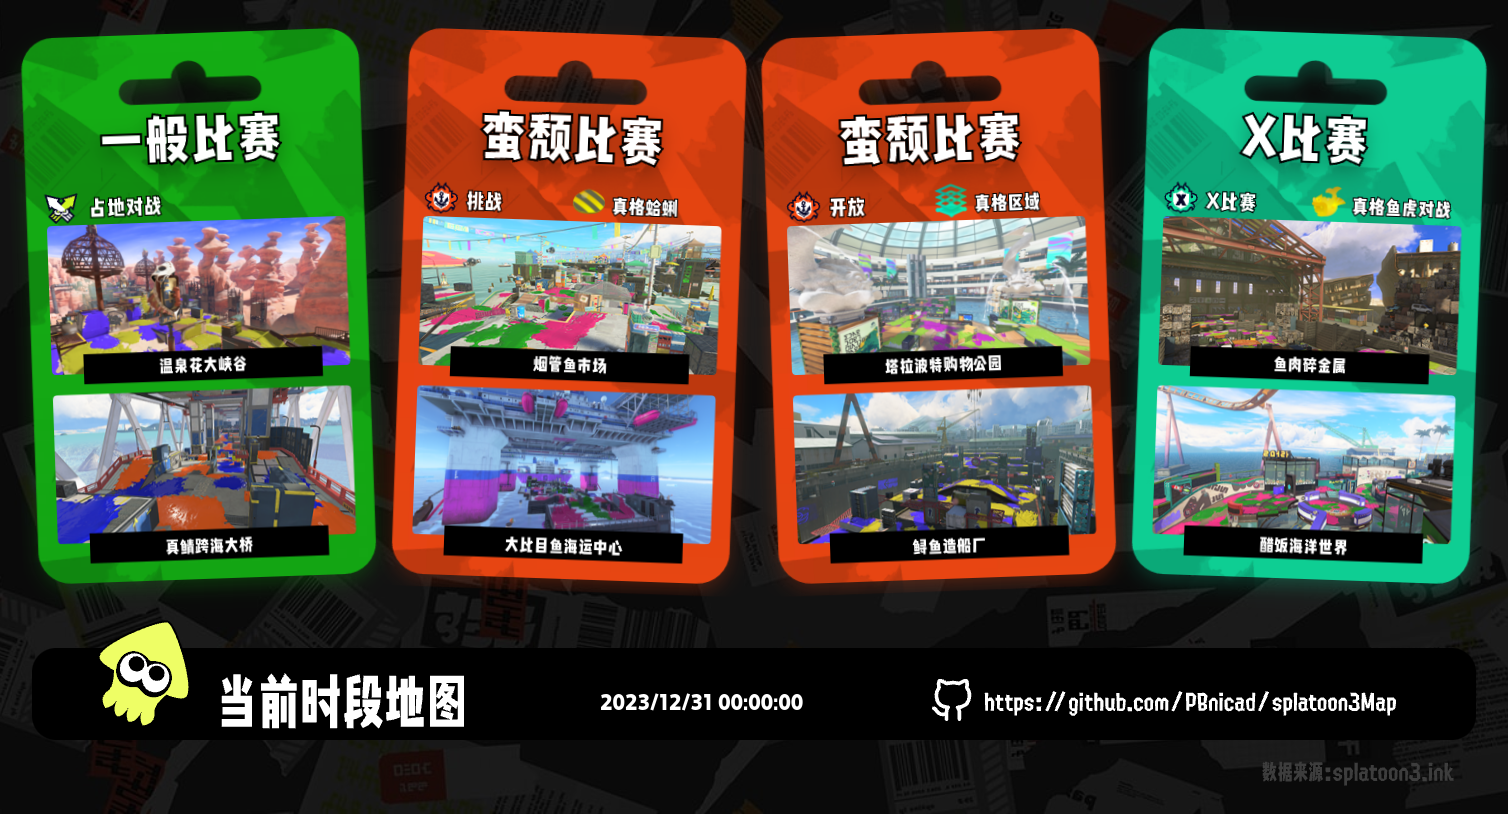 一般比赛
占地对战
温泉花大峡谷
真鲭跨海大桥
蛮颓比赛
挑战
真格蛤蜊
烟管鱼市场
大比目鱼海运中心
蛮颓比赛
开放
真格区域
塔拉波特购物公园
鲟鱼造船厂
X比赛
X比赛
真格鱼虎对战
鱼肉碎金属
醋饭海洋世界
当前时段地图
2023/12/31 00:00:00
https://github.com/PBnicad/splatoon3Map
数据来源:splatoon3.ink